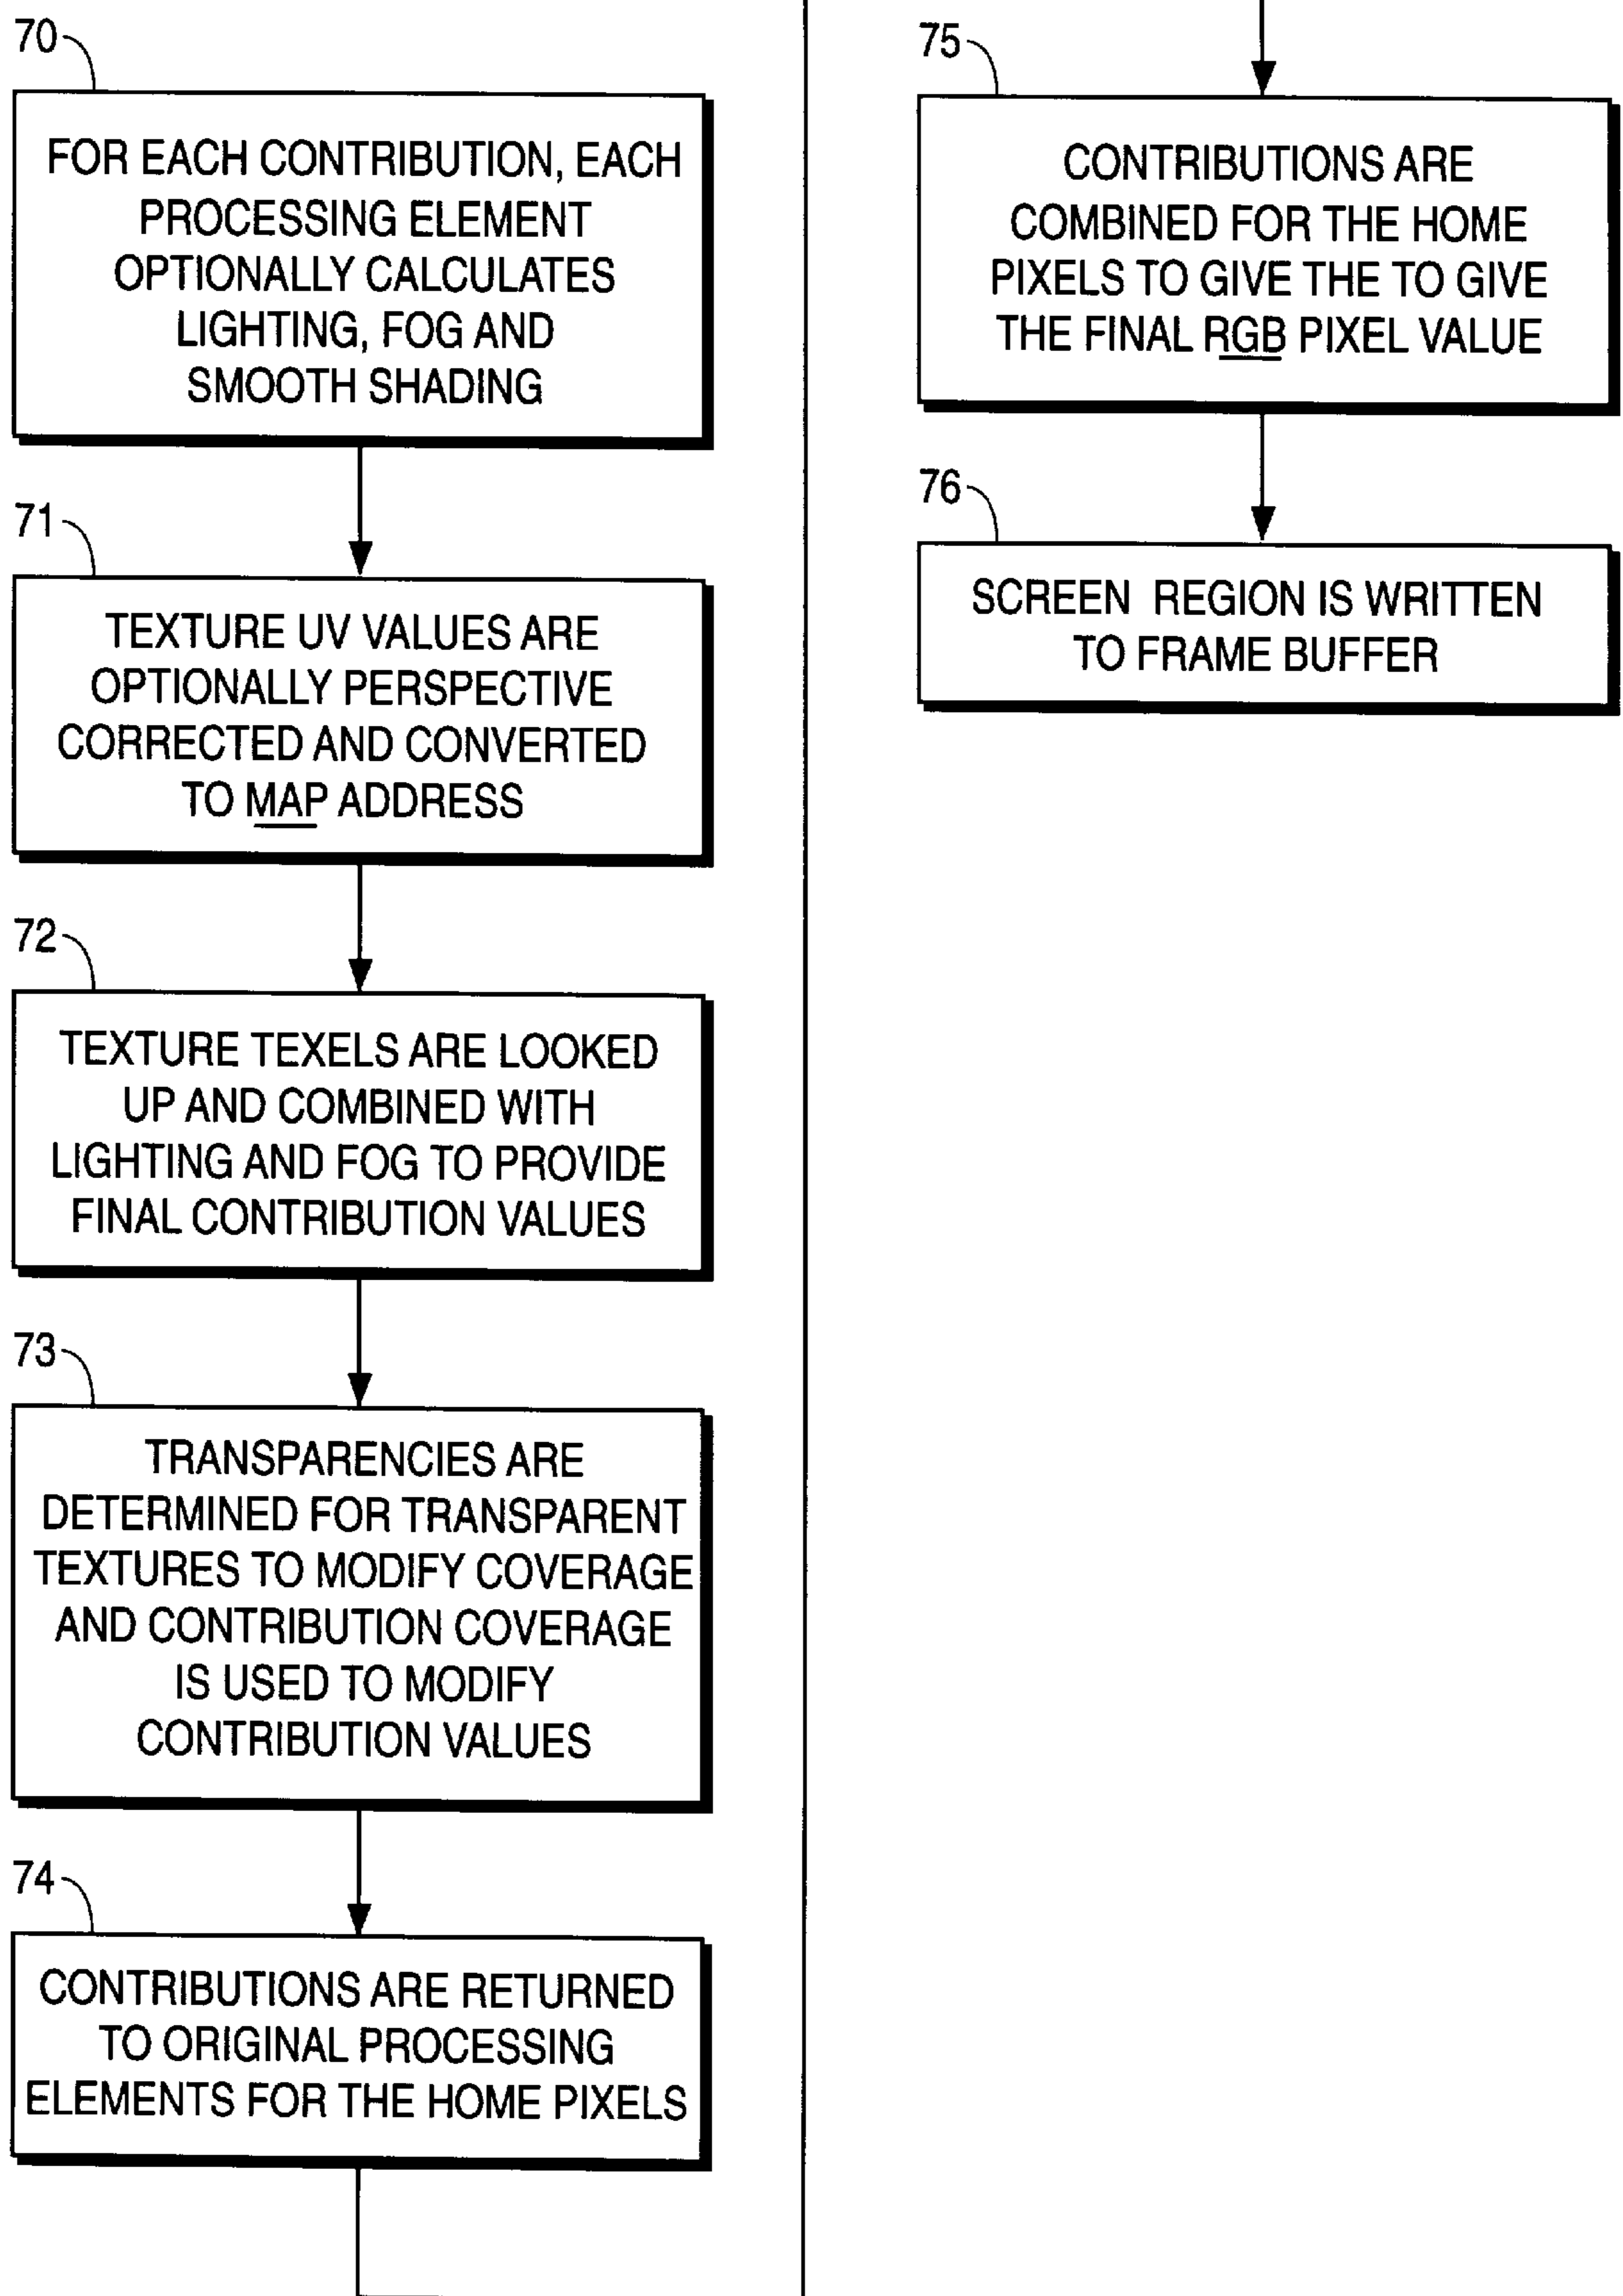 70
FOR EACH CONTRIBUTION, EACH
PROCESSING ELEMENT
OPTIONALLY CALCULATES
LIGHTING, FOG AND
SMOOTH SHADING
71
TEXTURE UV VALUES ARE
OPTIONALLY PERSPECTIVE
CORRECTED AND CONVERTED
TO MAP ADDRESS
72
TEXTURE TEXELS ARE LOOKED
UP AND COMBINED WITH
LIGHTING AND FOG TO PROVIDE
FINAL CONTRIBUTION VALUES
73
TRANSPARENCIES ARE
DETERMINED FOR TRANSPARENT
TEXTURES TO MODIFY COVERAGE
AND CONTRIBUTION COVERAGE
IS USED TO MODIFY
CONTRIBUTION VALUES
74
CONTRIBUTIONS ARE RETURNED
TO ORIGINAL PROCESSING
ELEMENTS FOR THE HOME PIXELS
75
CONTRIBUTIONS ARE
COMBINED FOR THE HOME
PIXELS TO GIVE THE TO GIVE
THE FINAL RGB PIXEL VALUE
76
SCREEN REGION IS WRITTEN
TO FRAME BUFFER